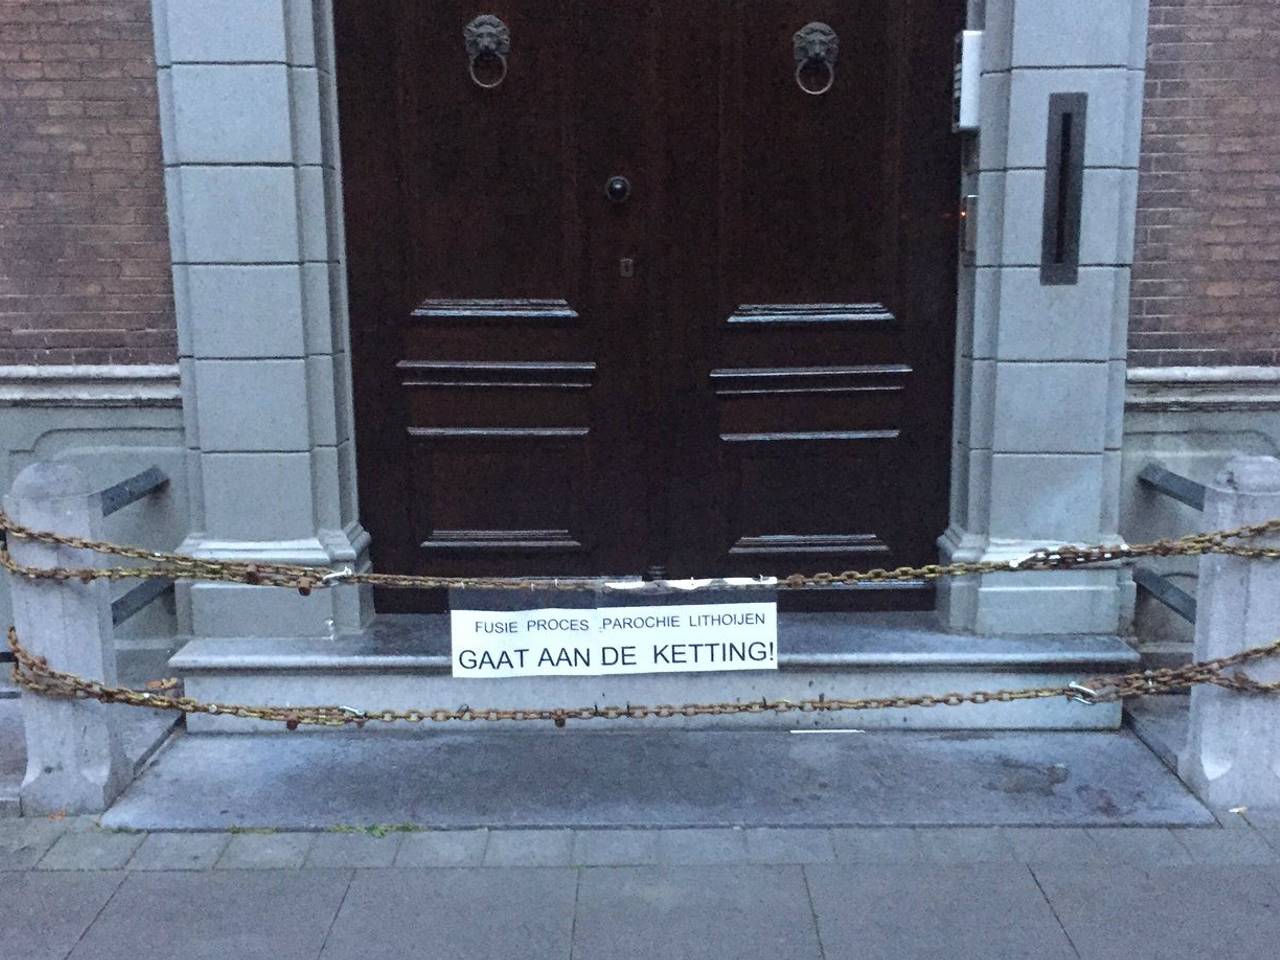 FUSIE PROCES PAROCHIE LITHOIJEN
GAAT AAN DE KETTING!